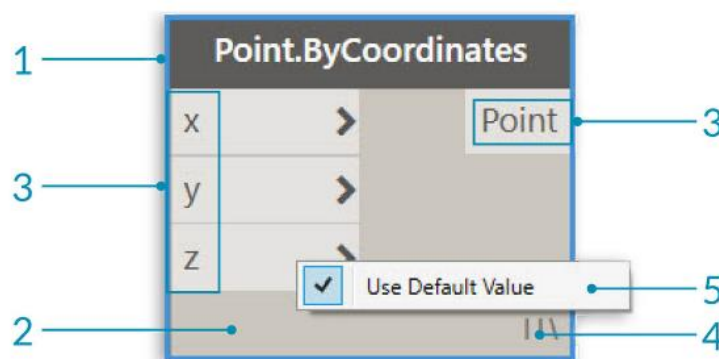 Point.ByCoordinates
1
x
Point
3
3
y
z
Use Default Value
5
2
4